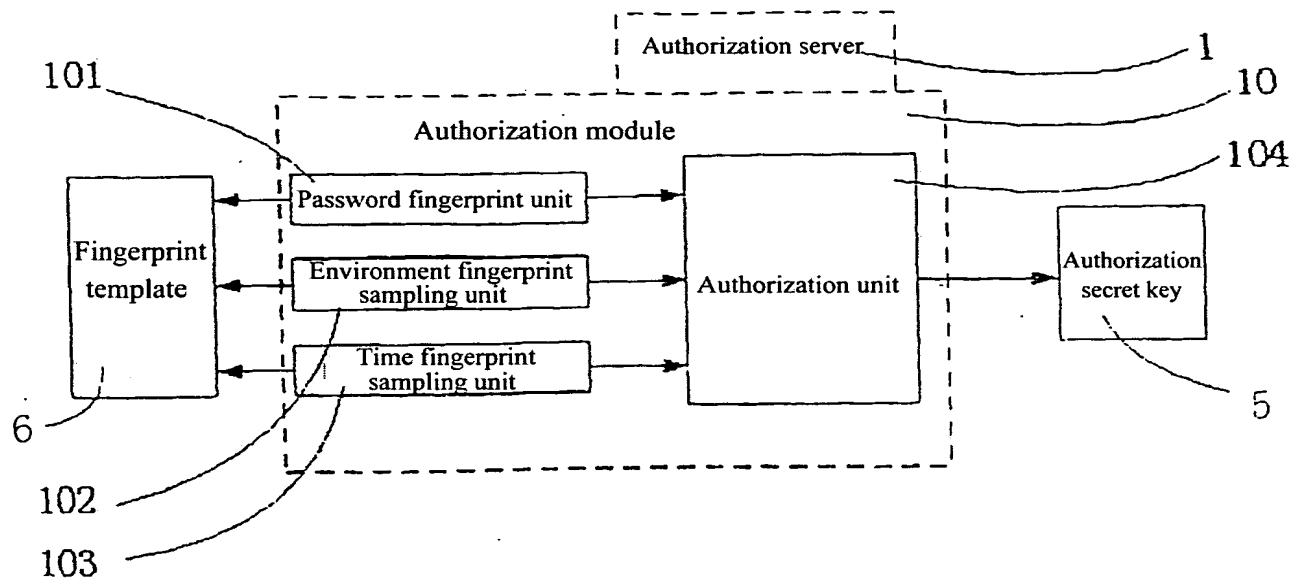 Authorization server
1
101
10
Authorization module
104
Password fingerprint unit
Fingerprint
template
Environment fingerprint
sampling unit
Authorization unit
Authorization
secret key
Time fingerprint
sampling unit
6
5
102
103